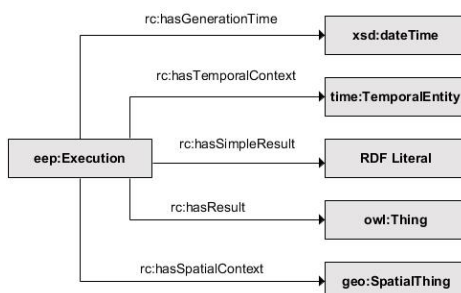 rc:hasGenerationTime
xsd:dateTime
rc:hasTemporalContext
time:TemporalEntity
eep:Execution
rc:hasSimpleResult
RDF Literal
rc:hasResult
owl:Thing
rc:hasSpatialContext
geo:SpatialThing